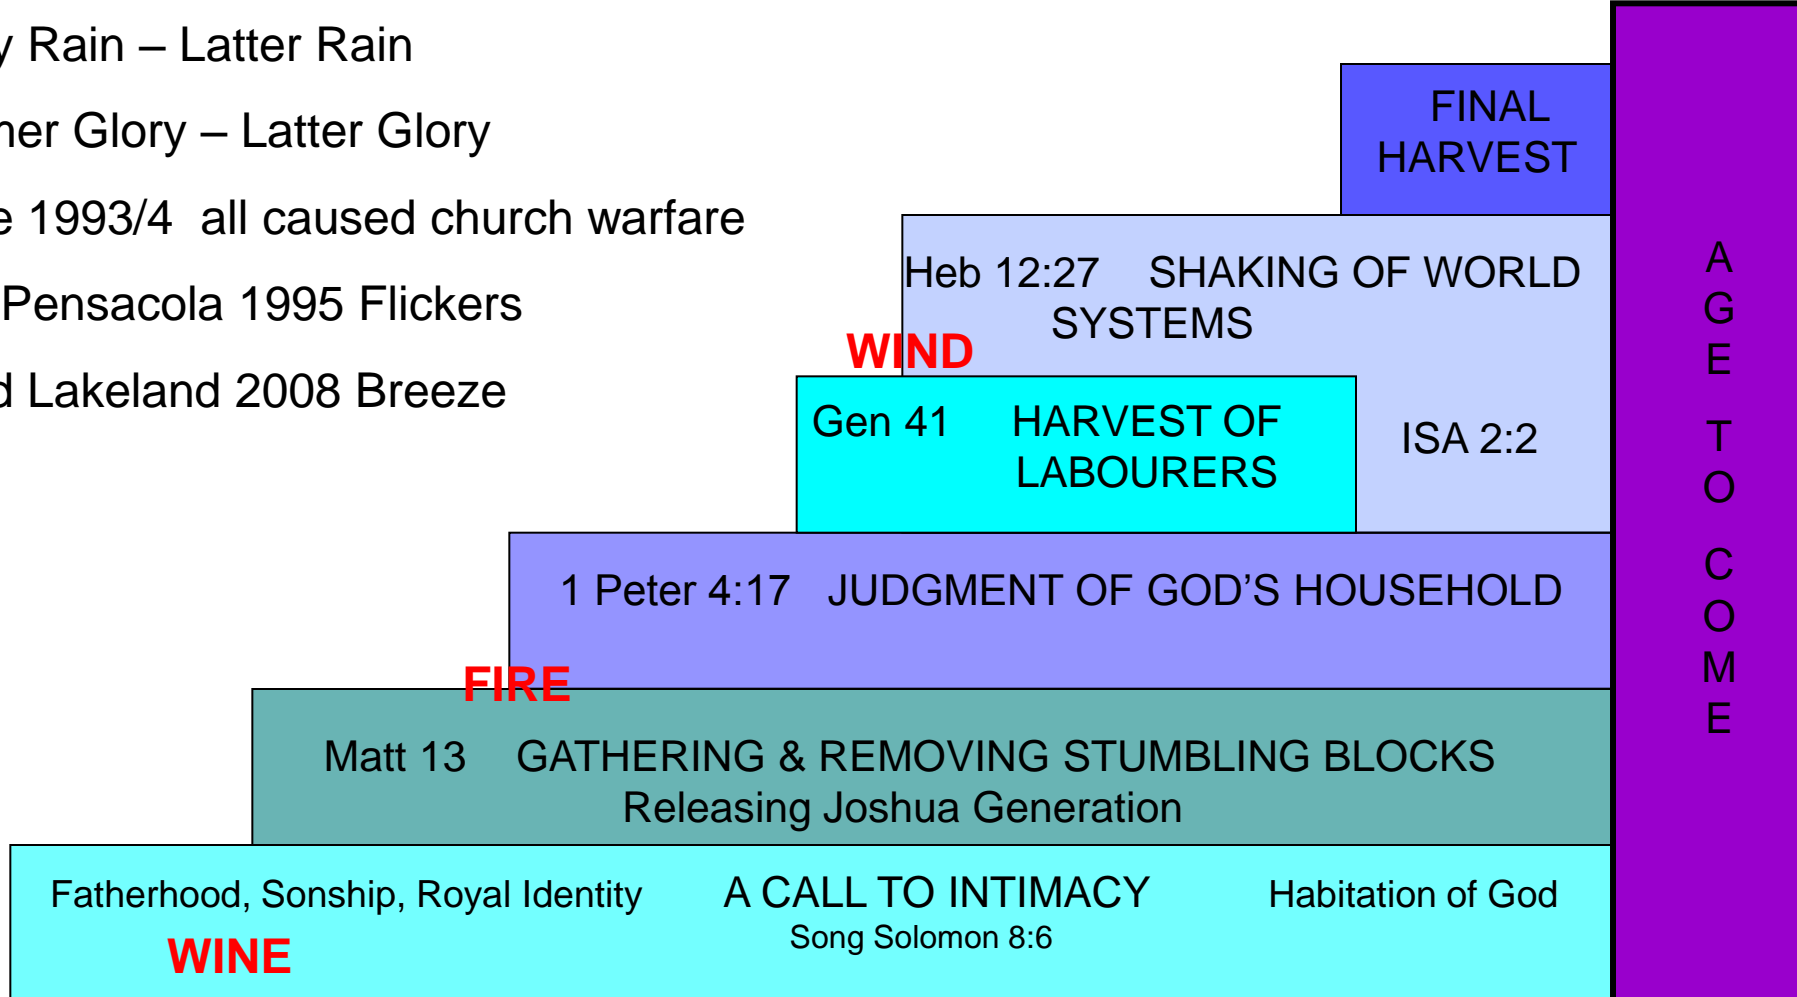 y Rain – Latter Rain
ner Glory – Latter Glory
e 1993/4 all caused church warfare
Pensacola 1995 Flickers
d Lakeland 2008 Breeze
FINAL
HARVEST
Heb 12:27 SHAKING OF WORLD
SYSTEMS
WIND
Gen 41 HARVEST OF
LABOURERS
ISA 2:2
1 Peter 4:17 JUDGMENT OF GOD’S HOUSEHOLD
FIRE
Matt 13 GATHERING & REMOVING STUMBLING BLOCKS
Releasing Joshua Generation
Fatherhood, Sonship, Royal Identity A CALL TO INTIMACY Habitation of God
Song Solomon 8:6
WINE
A
G
E
T
O
C
O
M
E